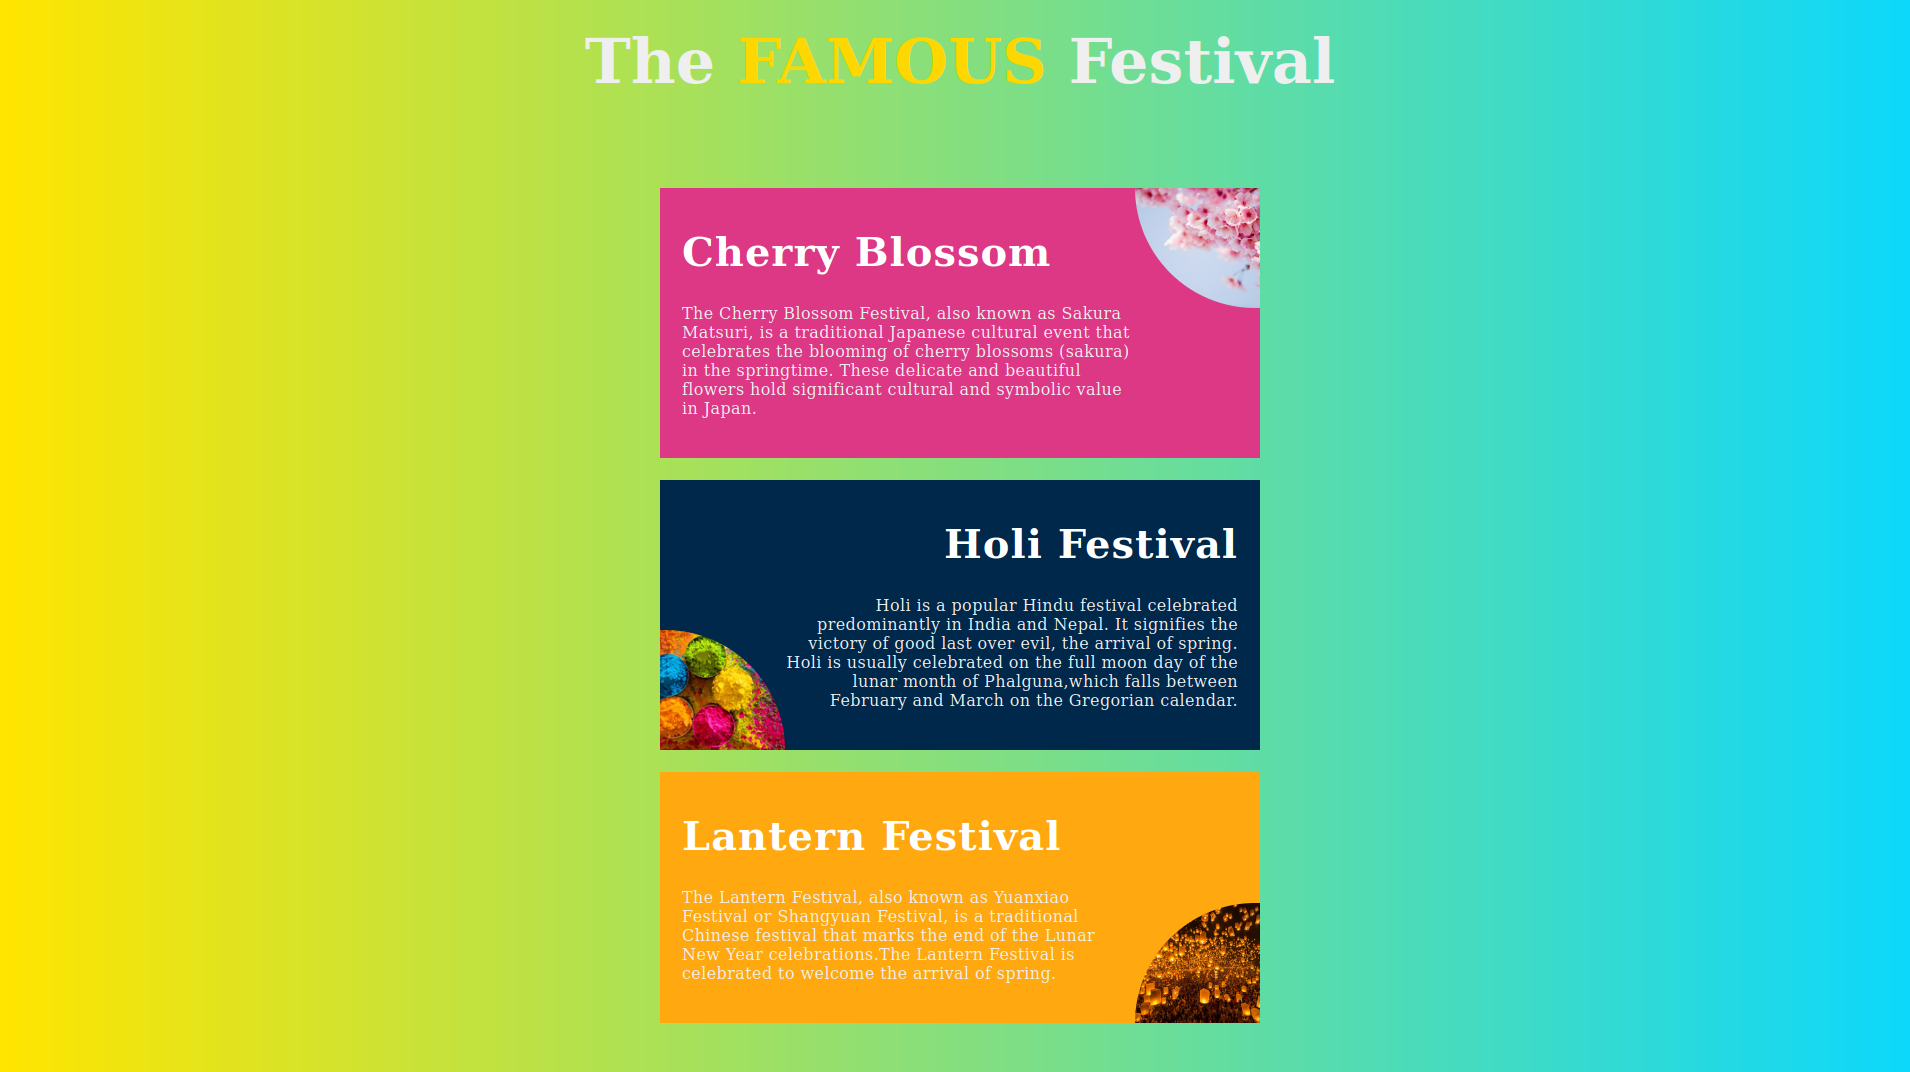 The FAMOUS Festival
Cherry Blossom
The Cherry Blossom Festival, also known as Sakura
Matsuri, is a traditional Japanese cultural event that
celebrates the blooming of cherry blossoms (sakura)
in the springtime. These delicate and beautiful
flowers hold significant cultural and symbolic value
in Japan.
Holi Festival
Holi is a popular Hindu festival celebrated
predominantly in India and Nepal. It signifies the
victory of good last over evil, the arrival of spring.
Holi is usually celebrated on the full moon day of the
lunar month of Phalguna,which falls between
February and March on the Gregorian calendar.
Lantern Festival
The Lantern Festival, also known as Yuanxiao
Festival or Shangyuan Festival, is a traditional
Chinese festival that marks the end of the Lunar
New Year celebrations.The Lantern Festival is
celebrated to welcome the arrival of spring.